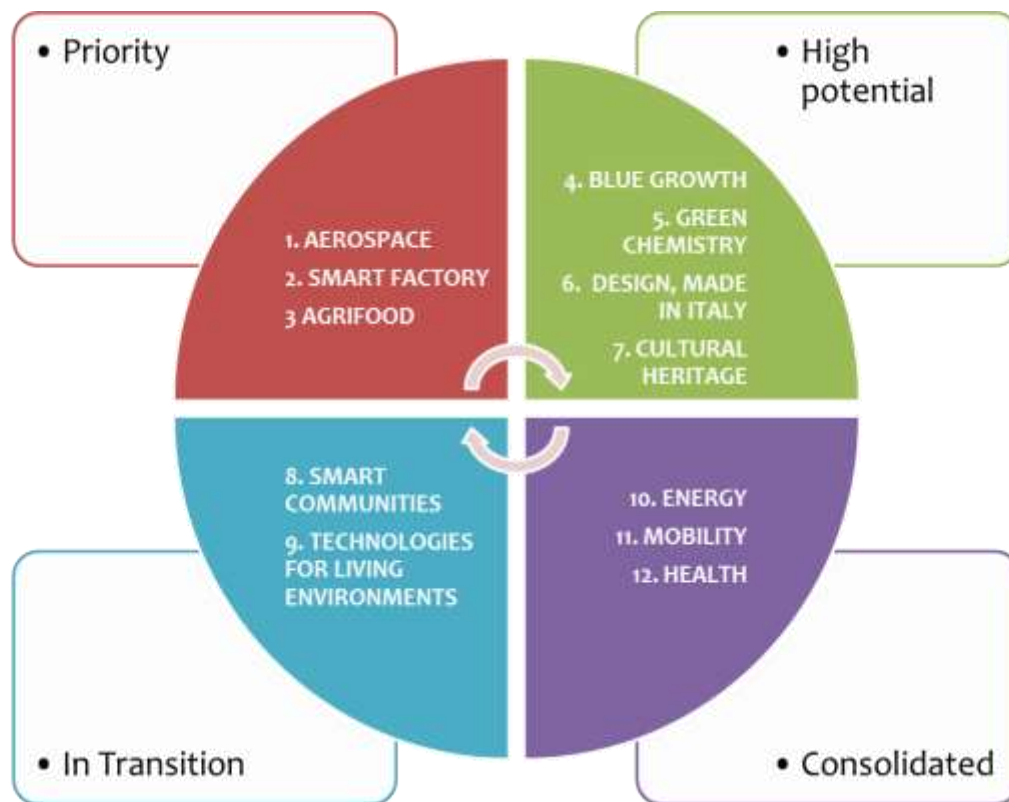 • Priority
• High
potential
1. AEROSPACE
2. SMART FACTORY
3 AGRIFOOD
4. BLUE GROWTH
5. GREEN
CHEMISTRY
6. DESIGN, MADE
IN ITALY
7. CULTURAL
HERITAGE
8. SMART
COMMUNITIES
9. TECHNOLOGIES
FOR LIVING
ENVIRONMENTS
10. ENERGY
11. MOBILITY
12. HEALTH
• In Transition
• Consolidated